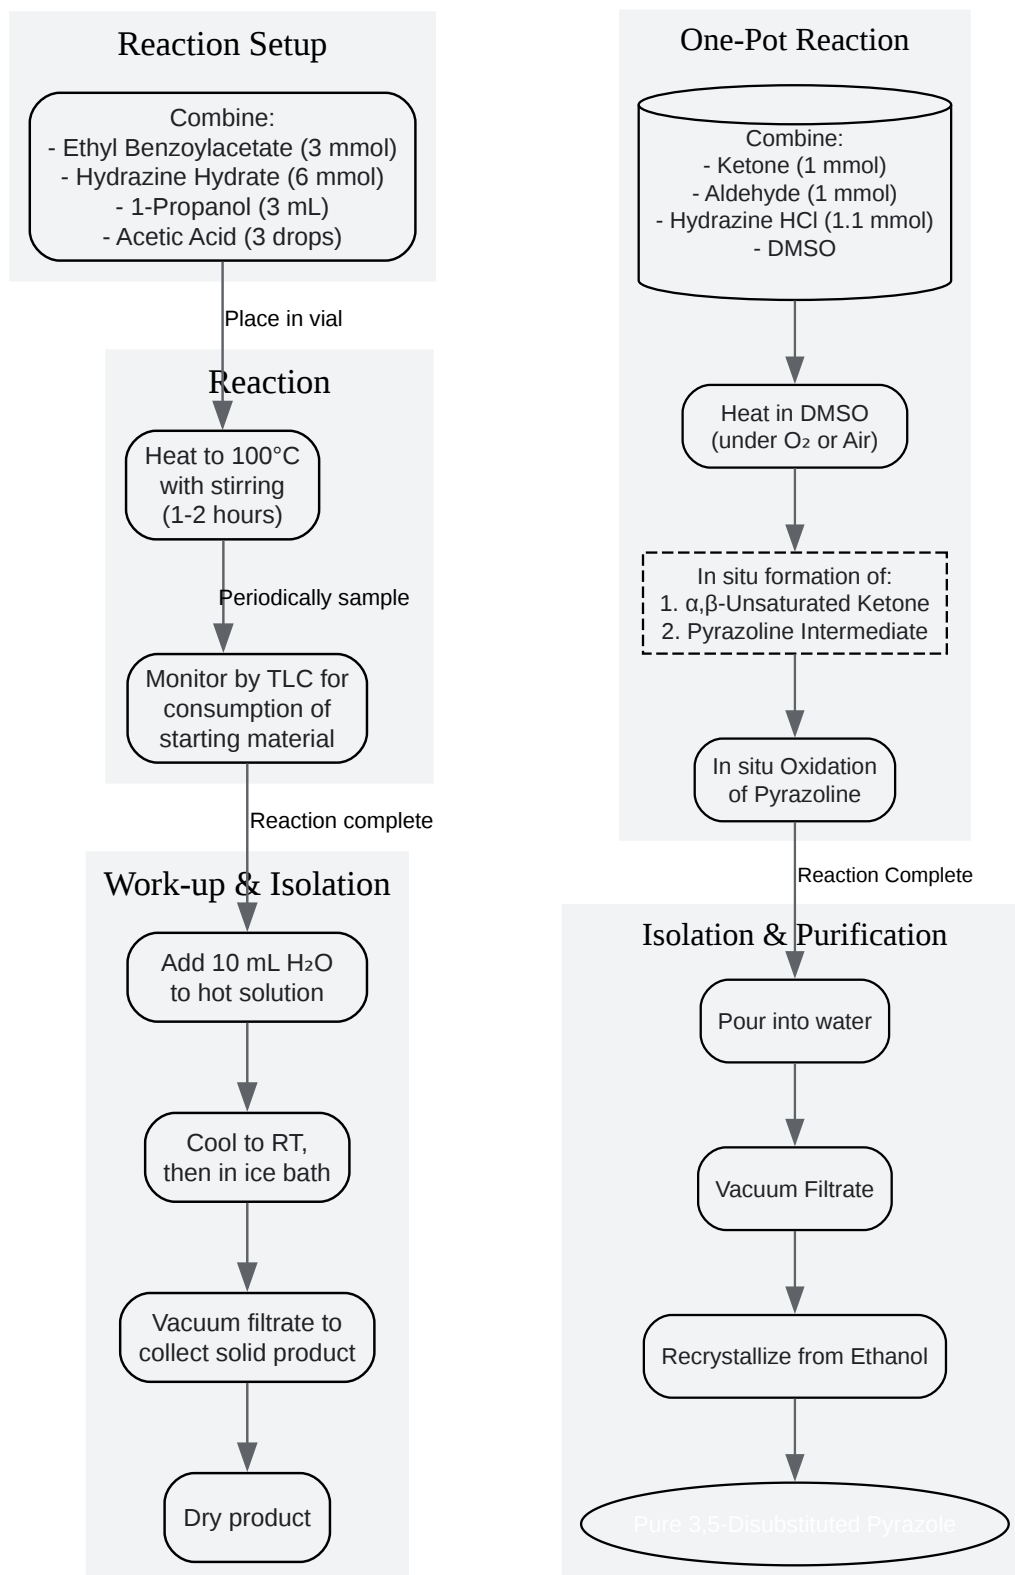 Reaction Setup
Combine:
- Ethyl Benzoylacetate (3 mmol)
- Hydrazine Hydrate (6 mmol)
- 1-Propanol (3 mL)
- Acetic Acid (3 drops)
Place in vial
Reaction
Heat to 100°C
with stirring
(1-2 hours)
Periodically sample
Monitor by TLC for
consumption of
starting material
Reaction complete
Work-up & Isolation
Add 10 mL H₂O
to hot solution
Cool to RT,
then in ice bath
Vacuum filtrate to
collect solid product
Dry product
One-Pot Reaction
Combine:
- Ketone (1 mmol)
- Aldehyde (1 mmol)
- Hydrazine HCl (1.1 mmol)
- DMSO
Heat in DMSO
(under O₂ or Air)
In situ formation of:
1. α,β-Unsaturated Ketone
2. Pyrazoline Intermediate
In situ Oxidation
of Pyrazoline
Reaction Complete
Isolation & Purification
Pour into water
Vacuum Filtrate
Recrystallize from Ethanol
Pure 3,5-Disubstituted Pyrazole